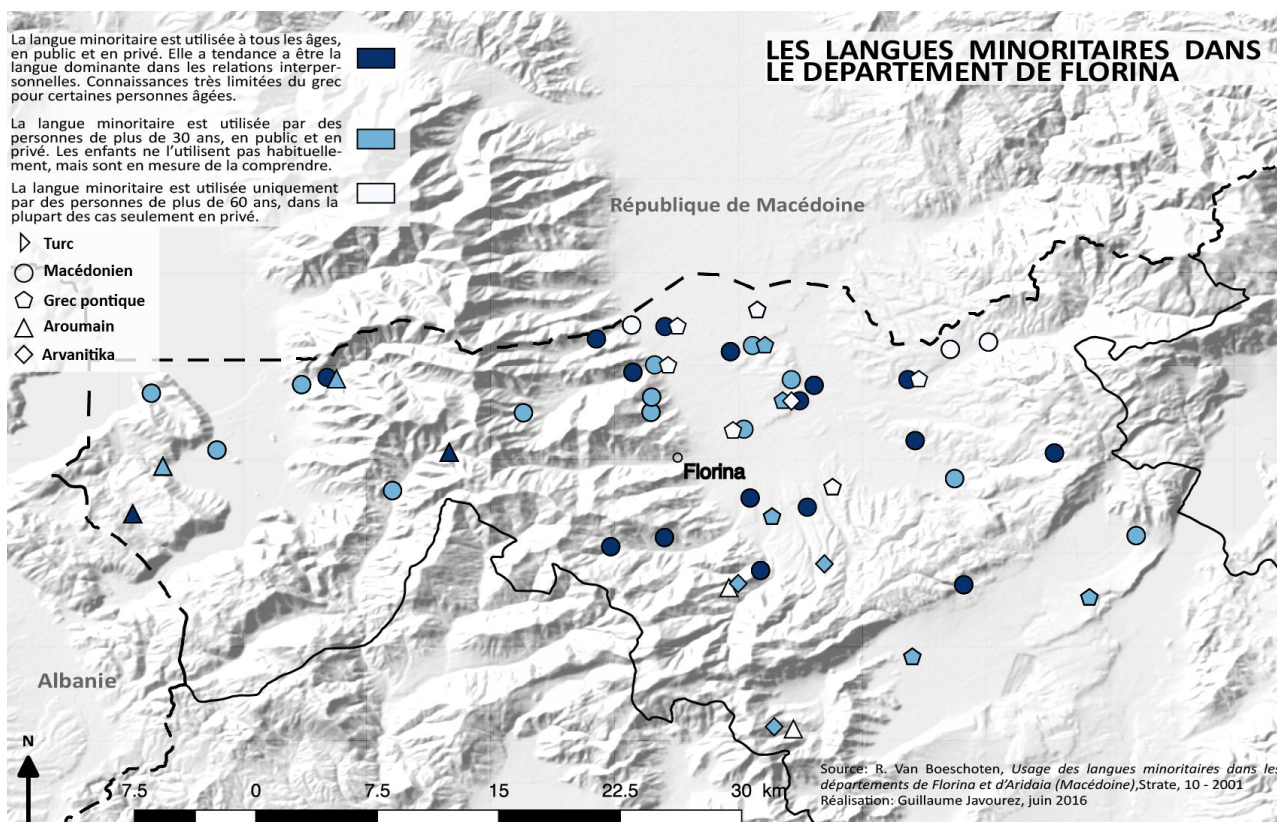 La langue minoritaire est utilisée à tous les âges,
en public et en privé. Elle a tendance a être la
langue dominante dans les relations interper-
sonnelles. Connaissances très limitées du grec
pour certaines personnes âgées.
La langue minoritaire est utilisée par des
personnes de plus de 30 ans, en public et en
privé. Les enfants ne l'utilisent pas habituelle-
ment, mais sont en mesure de la comprendre.
La langue minoritaire est utilisée uniquement
par des personnes de plus de 60 ans, dans la
plupart des cas seulement en privé.
Turc
Macédonien
Grec pontique
Aroumain
Arvanitika
LES LANGUES MINORITAIRES DANS
LE DÉPARTEMENT DE FLORINA
République de Macédoine
Florina
Albanie
N
7.5 0 7.5 15 22.5 30 km
Source: R. Van Boeschoten, Usage des langues minoritaires dans les
départements de Florina et d'Aridaia (Macédoine),Strate, 10 - 2001
Réalisation: Guillaume Javourez, juin 2016